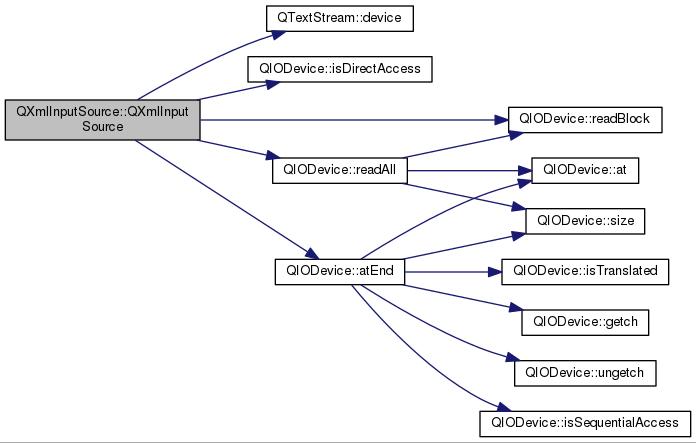 QTextStream::device
QIODevice::isDirectAccess
QXmlInputSource::QXmlInput
Source
QIODevice::readBlock
QIODevice::readAll
QIODevice::at
QIODevice::size
QIODevice::atEnd
QIODevice::isTranslated
QIODevice::getch
QIODevice::ungetch
QIODevice::isSequentialAccess